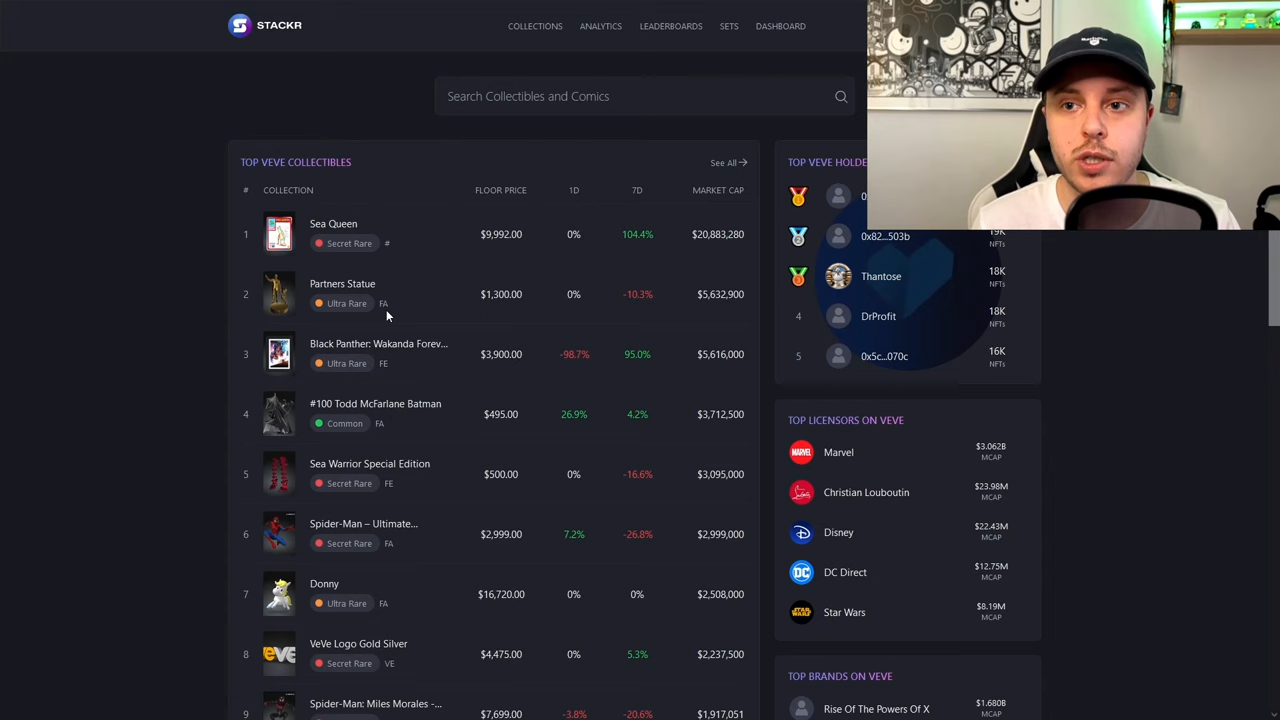 STACKR
COLLECTIONS ANALYTICS LEADERBOARDS SETS DASHBOARD
Search Collectibles and Comics
TOP VEVE COLLECTIBLES See All
# COLLECTION FLOOR PRICE 1D 7D MARKET CAP
1 Sea Queen $9,992.00 0% 104.4% $20,883,280
Secret Rare #
2 Partners Statue $1,300.00 0% -10.3% $5,632,900
Ultra Rare FA
3 Black Panther: Wakanda Forev... $3,900.00 -98.7% 95.0% $5,616,000
Ultra Rare FE
4 #100 Todd McFarlane Batman $495.00 26.9% 4.2% $3,712,500
Common FA
5 Sea Warrior Special Edition $500.00 0% -16.6% $3,095,000
Secret Rare FE
6 Spider-Man – Ultimate... $2,999.00 7.2% -26.8% $2,999,000
Secret Rare FA
7 Donny $16,720.00 0% 0% $2,508,000
Ultra Rare FA
8 VeVe Logo Gold Silver $4,475.00 0% 5.3% $2,237,500
Secret Rare VE
9 Spider-Man: Miles Morales -... $7,699.00 -3.8% -20.6% $1,917,051
TOP VEVE HOLDE
0x82...503b 19K
NFTs
Thantose 18K
NFTs
4 DrProfit 18K
NFTs
5 0x5c...070c 16K
NFTs
TOP LICENSORS ON VEVE
MARVEL Marvel $3.062B
MCAP
Christian Louboutin $23.98M
MCAP
Disney $22.43M
MCAP
DC Direct $12.75M
MCAP
STAR WARS Star Wars $8.19M
MCAP
TOP BRANDS ON VEVE
Rise Of The Powers Of X $1.680B
MCAP